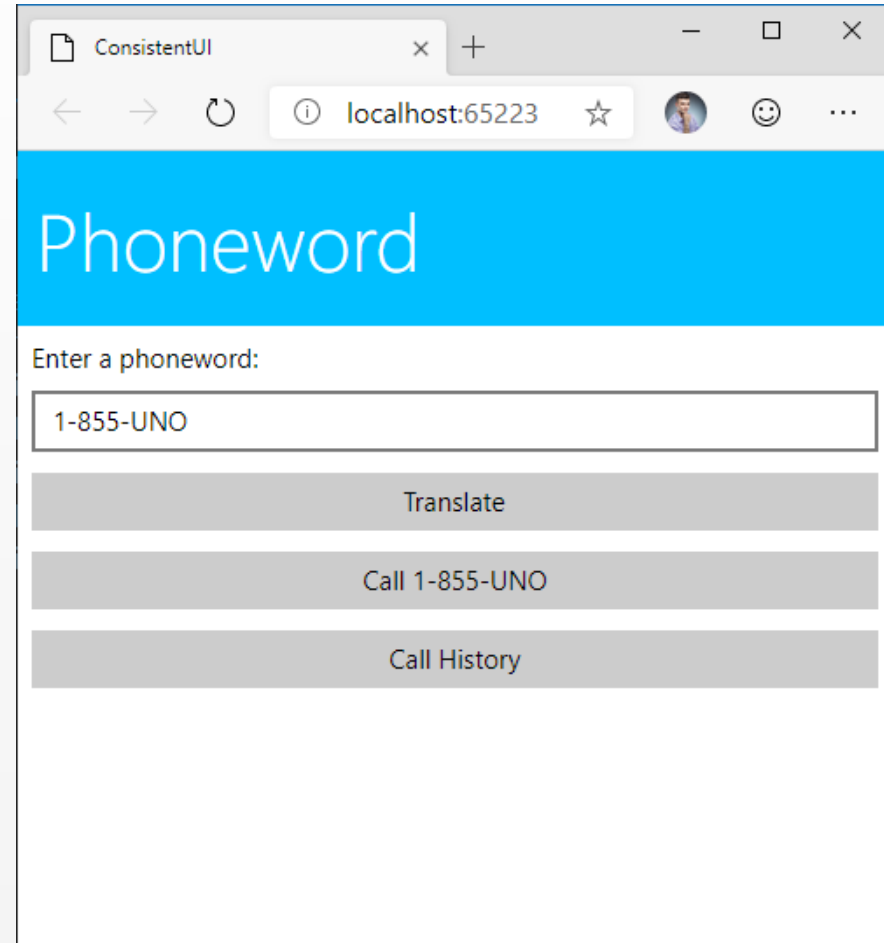 ConsistentUI
localhost:65223
Phoneword
Enter a phoneword:
1-855-UNO
Translate
Call 1-855-UNO
Call History